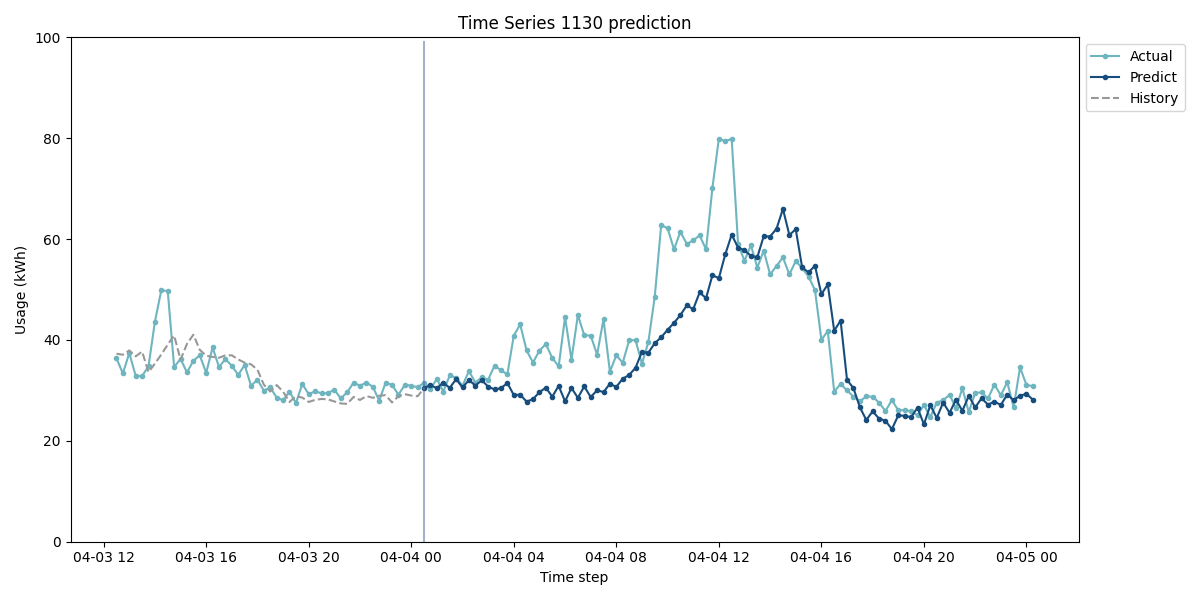 Time Series 1130 prediction
100
80
60
40
20
0
Usage (kWh)
04-03 12
04-03 16
04-03 20
04-04 00
04-04 04
04-04 08
04-04 12
04-04 16
04-04 20
04-05 00
Time step
Actual
Predict
History